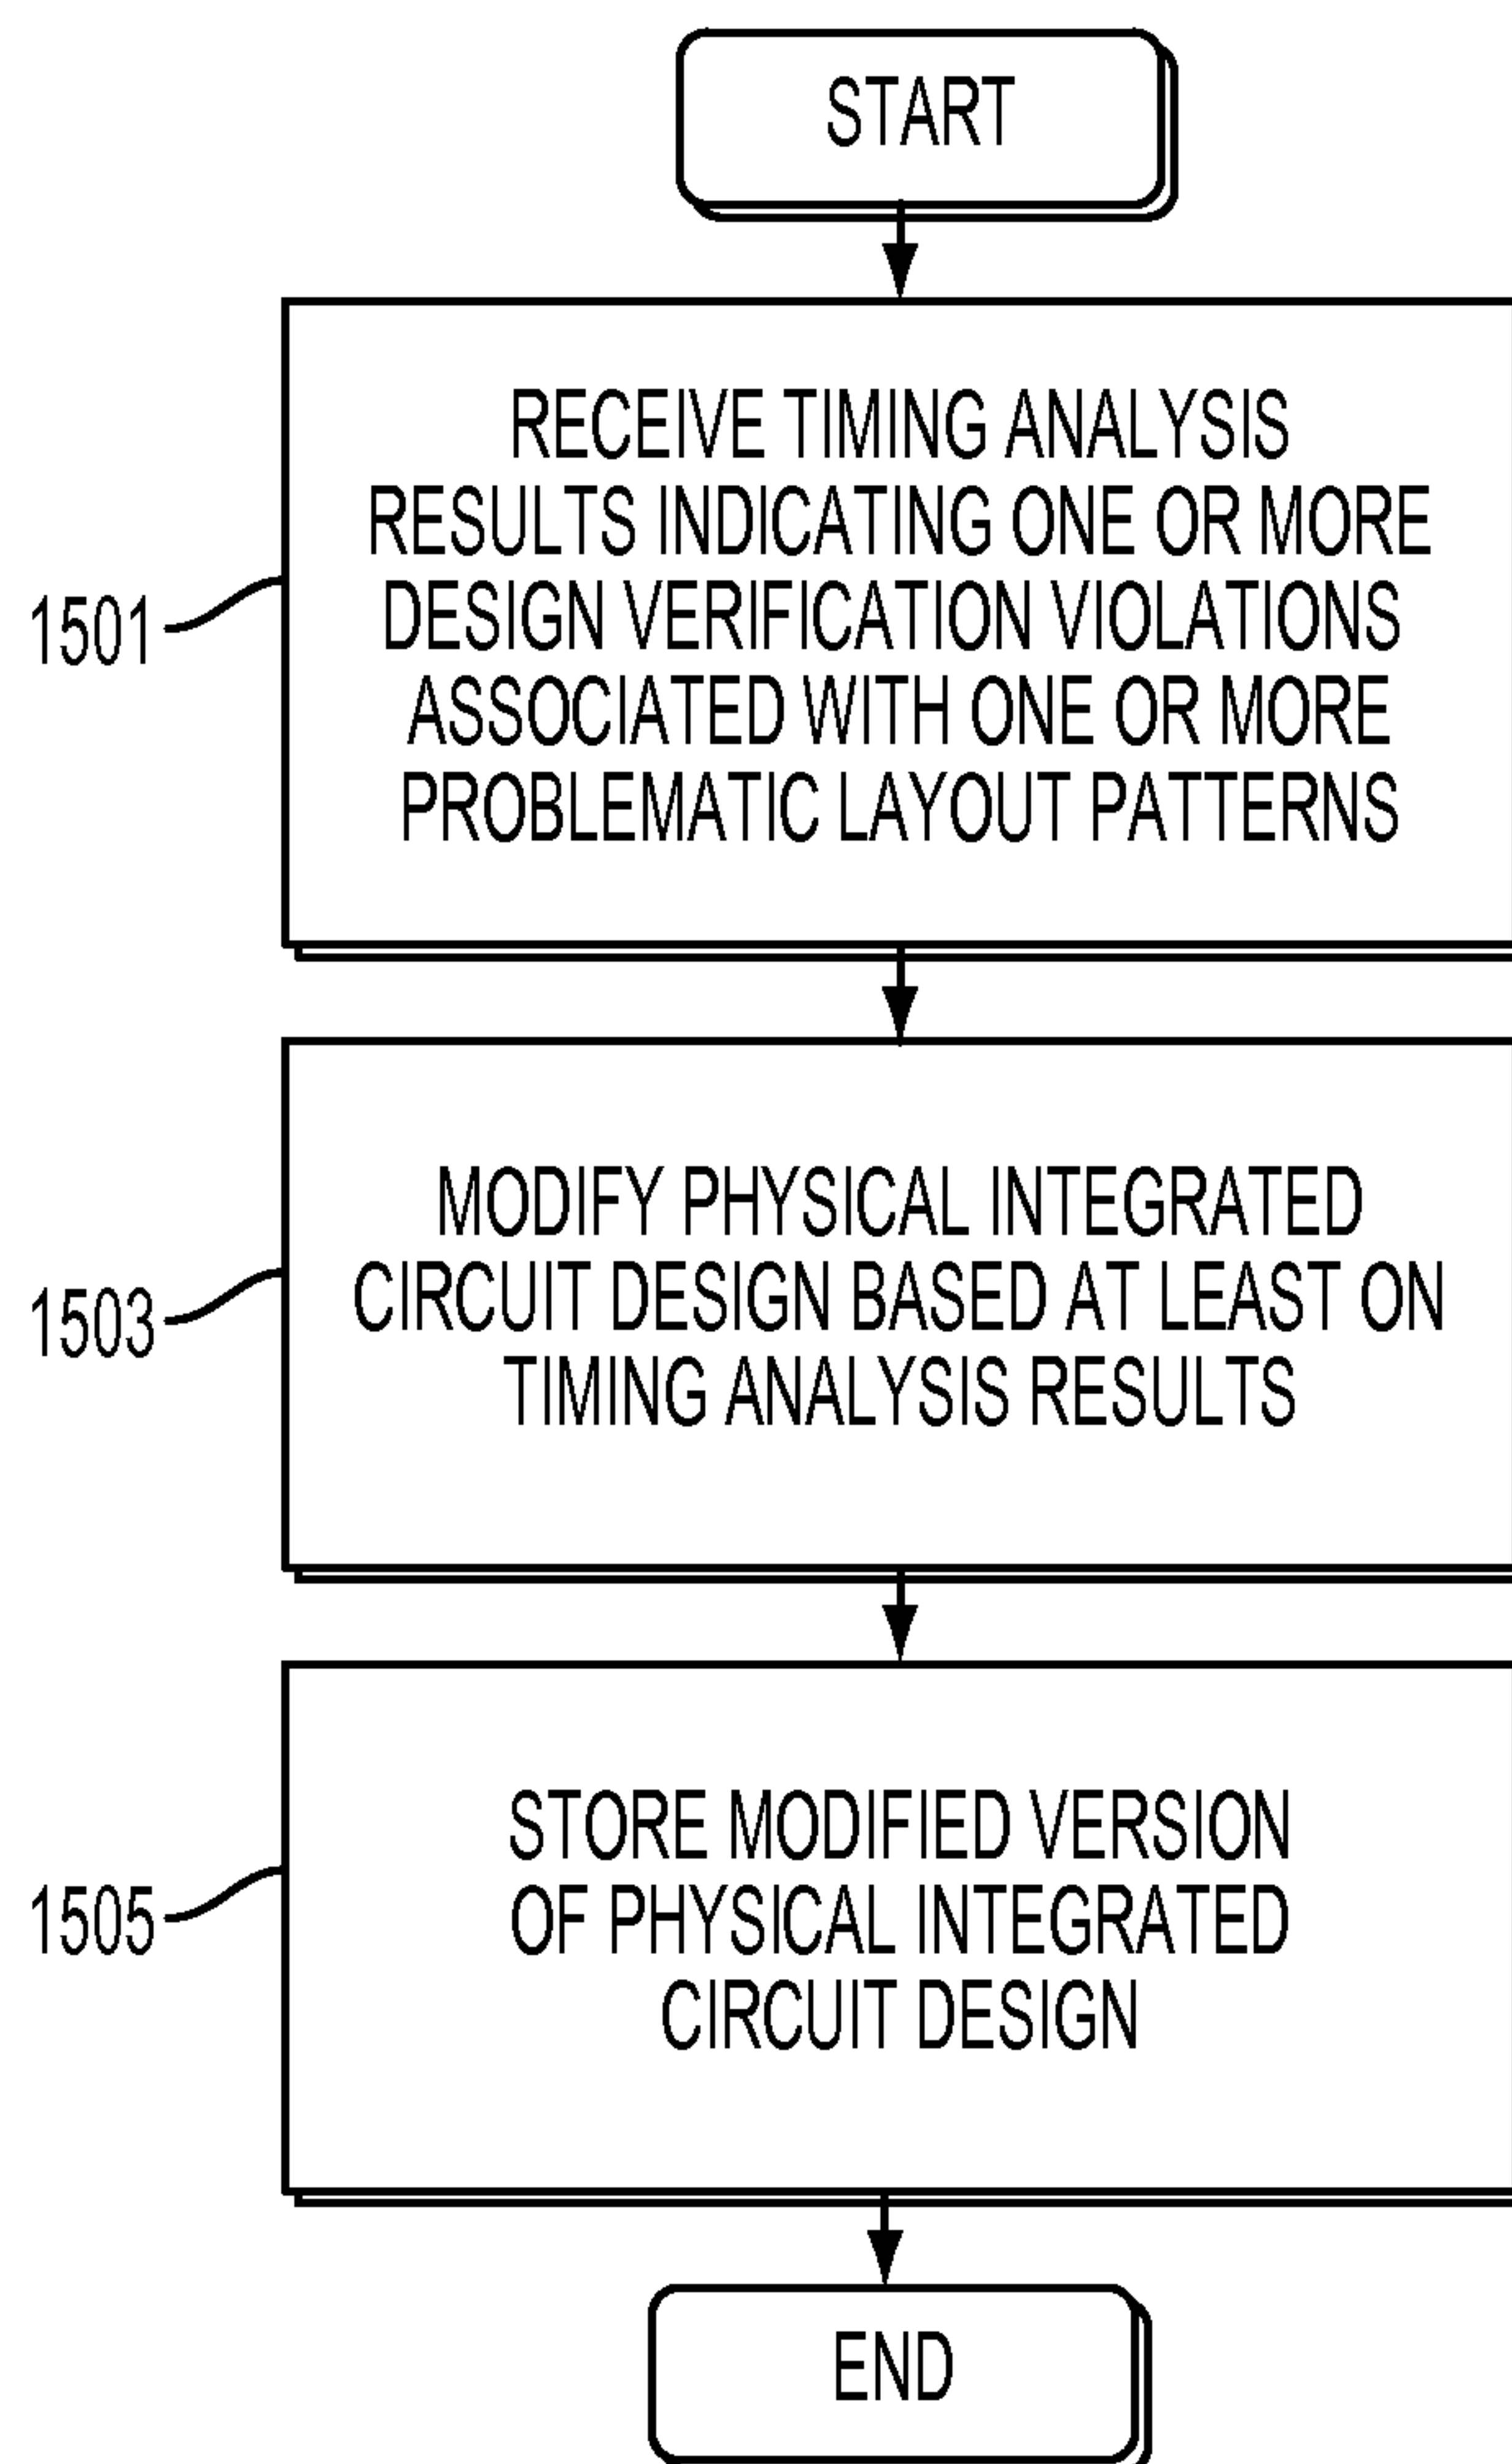 START
RECEIVE TIMING ANALYSIS
RESULTS INDICATING ONE OR MORE
DESIGN VERIFICATION VIOLATIONS
ASSOCIATED WITH ONE OR MORE
PROBLEMATIC LAYOUT PATTERNS
1501
MODIFY PHYSICAL INTEGRATED
CIRCUIT DESIGN BASED AT LEAST ON
TIMING ANALYSIS RESULTS
1503
STORE MODIFIED VERSION
OF PHYSICAL INTEGRATED
CIRCUIT DESIGN
1505
END